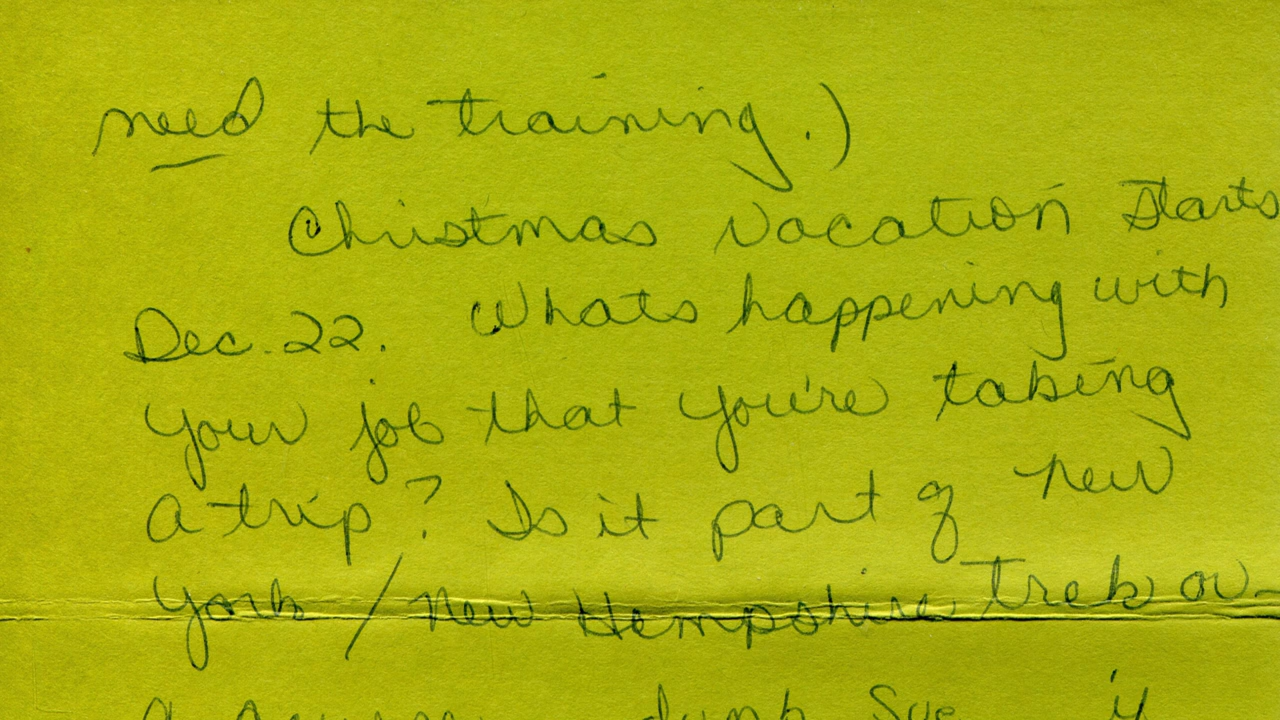 need the training.)
Christmas Vacation starts
Dec. 22. Whats happening with
your job that you're taking
a trip? Is it part of new
york / new Hempshire trek or